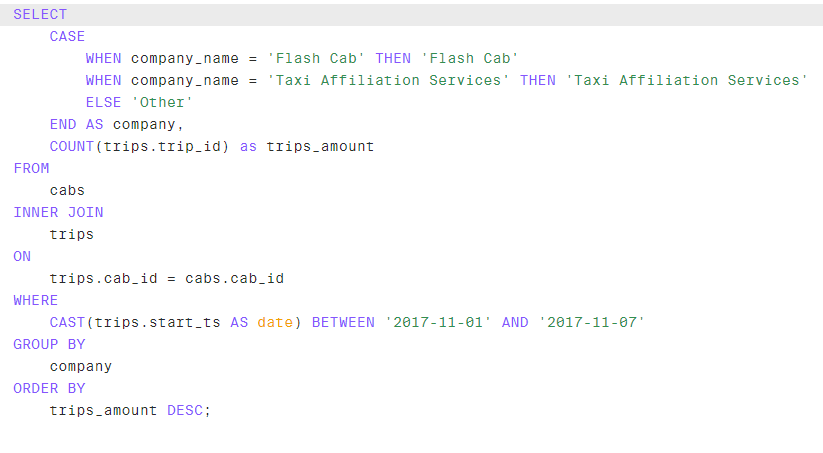 SELECT
    CASE
        WHEN company_name = 'Flash Cab' THEN 'Flash Cab'
        WHEN company_name = 'Taxi Affiliation Services' THEN 'Taxi Affiliation Services'
        ELSE 'Other'
    END AS company,
    COUNT(trips.trip_id) as trips_amount
FROM
    cabs
INNER JOIN
    trips
ON
    trips.cab_id = cabs.cab_id
WHERE
    CAST(trips.start_ts AS date) BETWEEN '2017-11-01' AND '2017-11-07'
GROUP BY
    company
ORDER BY
    trips_amount DESC;